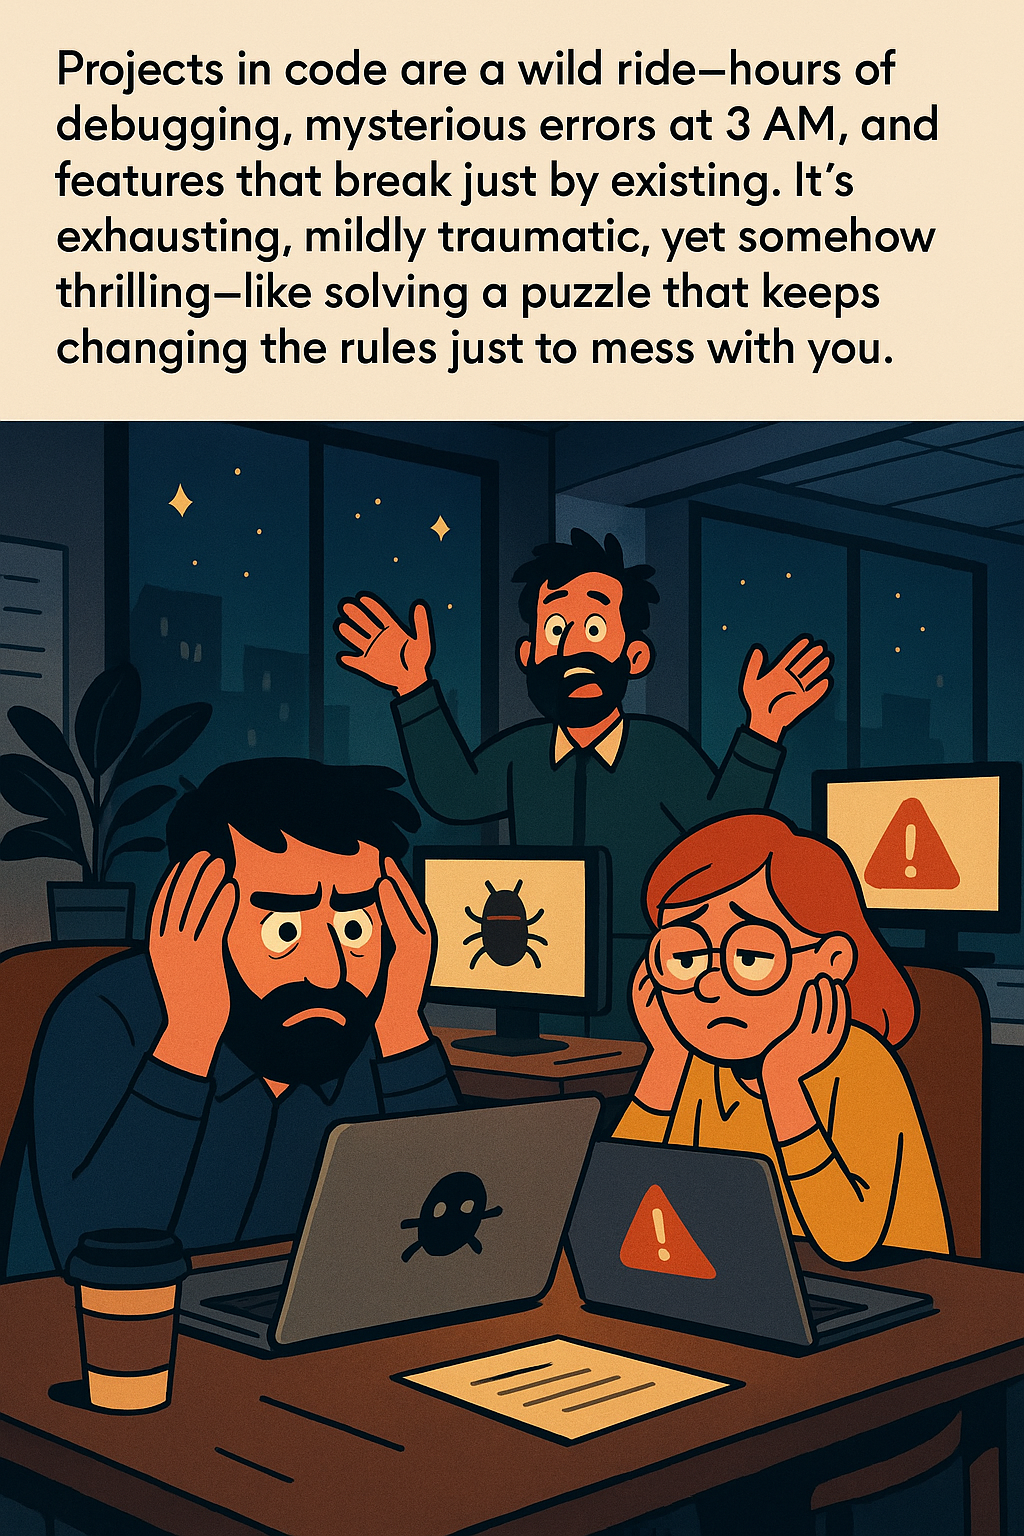 Projects in code are a wild ride—hours of
debugging, mysterious errors at 3 AM, and
features that break just by existing. It’s
exhausting, mildly traumatic, yet somehow
thrilling—like solving a puzzle that keeps
changing the rules just to mess with you.
!
!